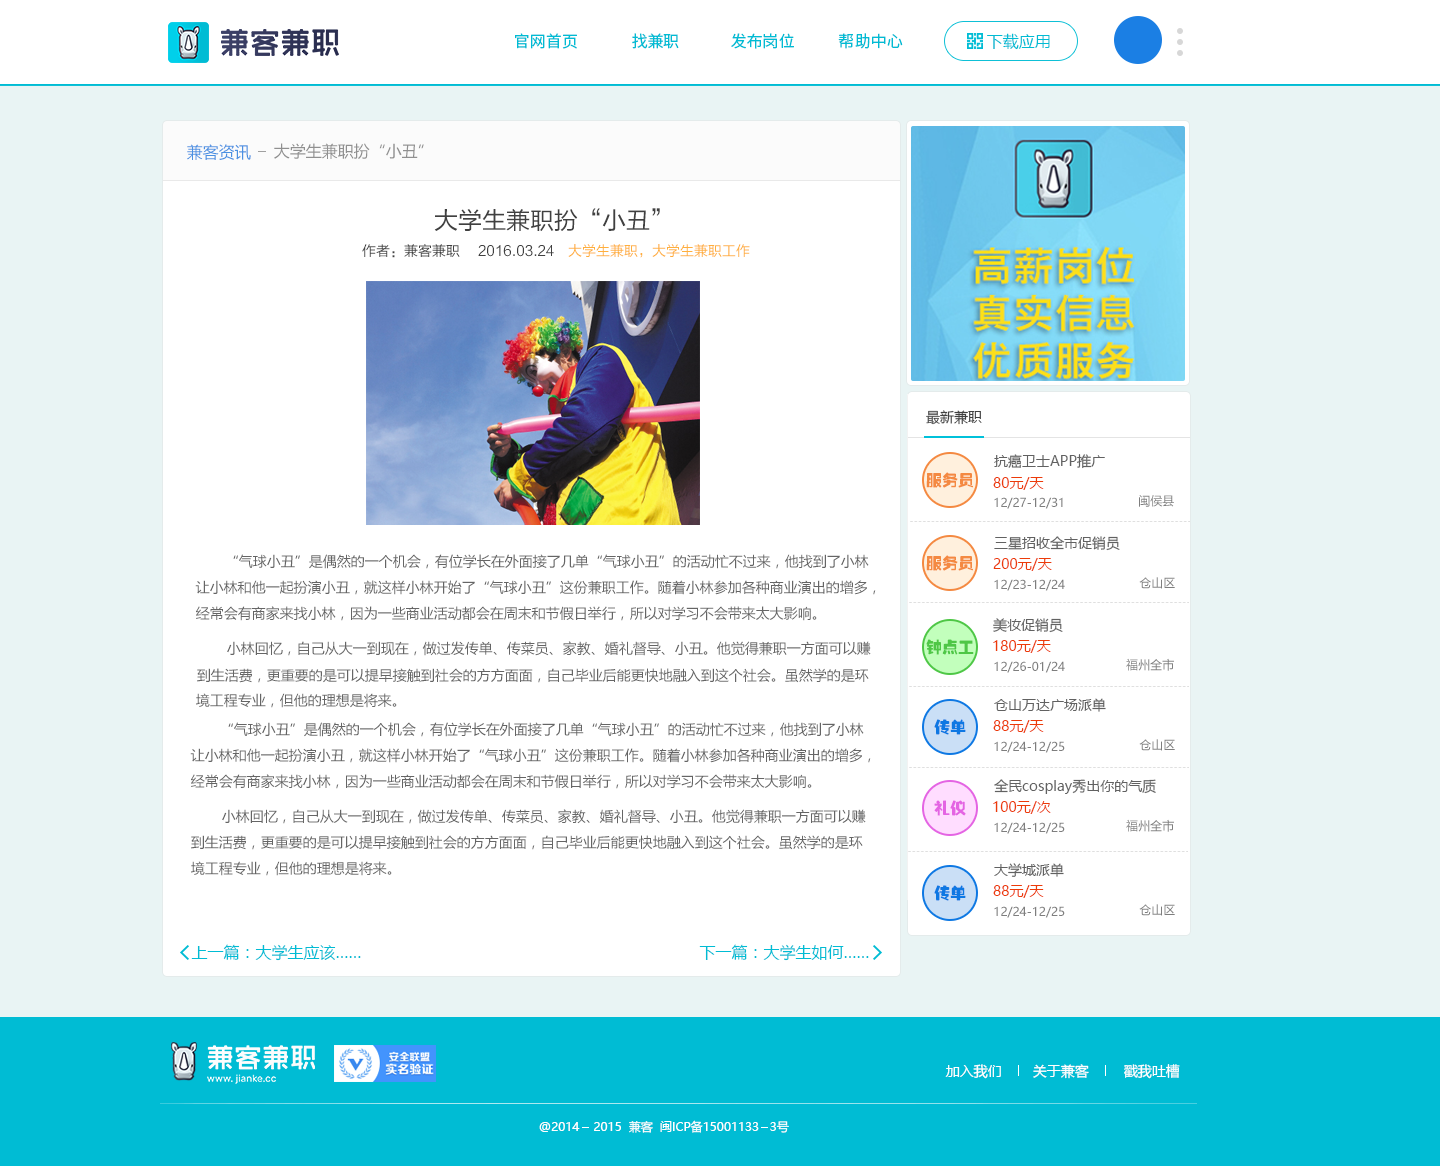 兼客兼职
官网首页 找兼职 发布岗位 帮助中心 下载应用
兼客资讯 - 大学生兼职扮“小丑”
大学生兼职扮“小丑”
作者：兼客兼职 2016.03.24 大学生兼职，大学生兼职工作
“气球小丑”是偶然的一个机会，有位学长在外面接了几单“气球小丑”的活动忙不过来，他找到了小林
让小林和他一起扮演小丑，就这样小林开始了“气球小丑”这份兼职工作。随着小林参加各种商业演出的增多，
经常会有商家来找小林，因为一些商业活动都会在周末和节假日举行，所以对学习不会带来太大影响。
小林回忆，自己从大一到现在，做过发传单、传菜员、家教、婚礼督导、小丑。他觉得兼职一方面可以赚
到生活费，更重要的是可以提早接触到社会的方方面面，自己毕业后能更快地融入到这个社会。虽然学的是环
境工程专业，但他的理想是将来。
“气球小丑”是偶然的一个机会，有位学长在外面接了几单“气球小丑”的活动忙不过来，他找到了小林
让小林和他一起扮演小丑，就这样小林开始了“气球小丑”这份兼职工作。随着小林参加各种商业演出的增多，
经常会有商家来找小林，因为一些商业活动都会在周末和节假日举行，所以对学习不会带来太大影响。
小林回忆，自己从大一到现在，做过发传单、传菜员、家教、婚礼督导、小丑。他觉得兼职一方面可以赚
到生活费，更重要的是可以提早接触到社会的方方面面，自己毕业后能更快地融入到这个社会。虽然学的是环
境工程专业，但他的理想是将来。
上一篇：大学生应该......
下一篇：大学生如何......
高薪岗位
真实信息
优质服务
最新兼职
服务员
抗癌卫士APP推广
80元/天
12/27-12/31 闽侯县
服务员
三星招收全市促销员
200元/天
12/23-12/24 仓山区
钟点工
美妆促销员
180元/天
12/26-01/24 福州全市
传单
仓山万达广场派单
88元/天
12/24-12/25 仓山区
礼仪
全民cosplay秀出你的气质
100元/次
12/24-12/25 福州全市
传单
大学城派单
88元/天
12/24-12/25 仓山区
兼客兼职
www.jianke.cc
安全联盟
实名验证
加入我们 | 关于兼客 | 戳我吐槽
@2014－2015 兼客 闽ICP备15001133－3号